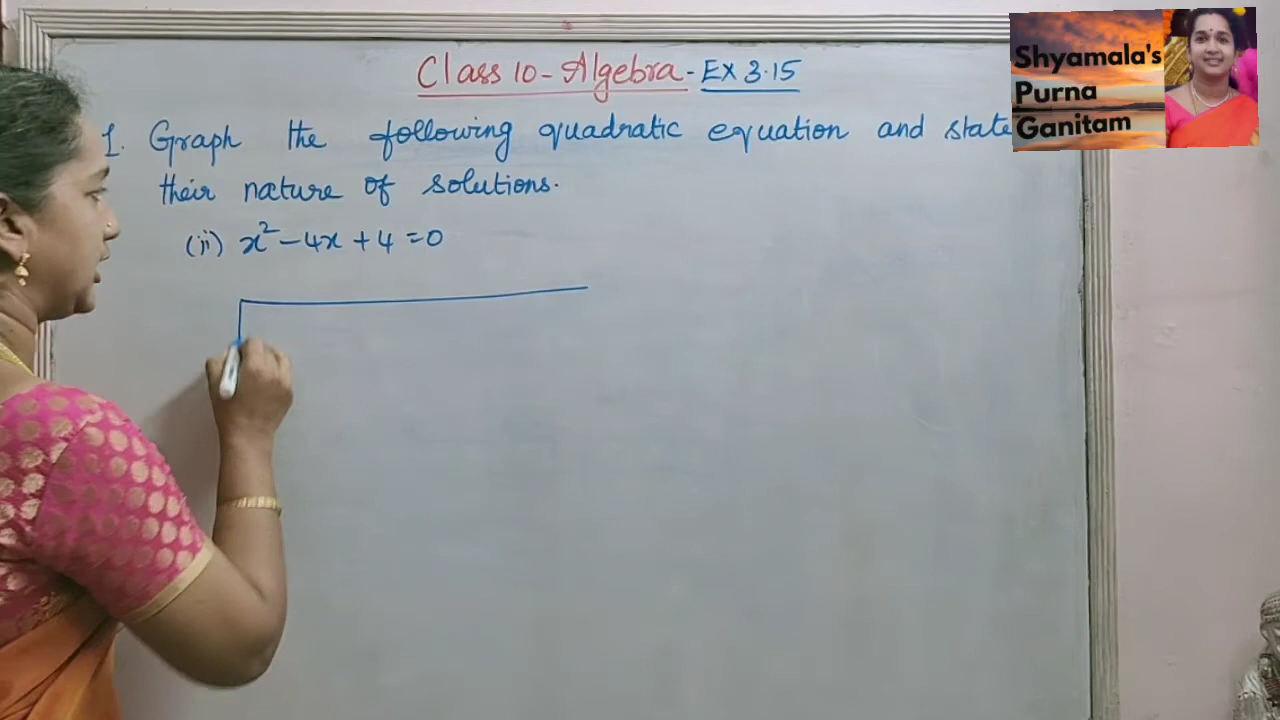 Class 10 - Algebra - EX 3.15
1. Graph the following quadratic equation and state
their nature of solutions.
(ii) x² - 4x + 4 = 0
Shyamala's
Purna
Ganitam